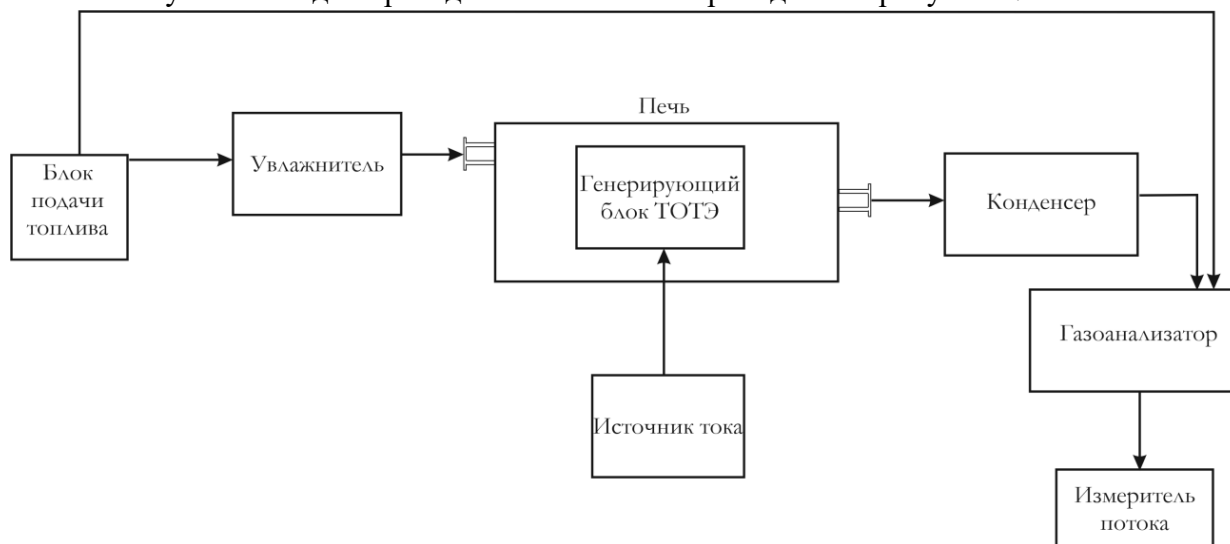 Печь
Блок
подачи
топлива
Увлажнитель
Генерирующий
блок ТОТЭ
Конденсер
Газоанализатор
Источник тока
Измеритель
потока